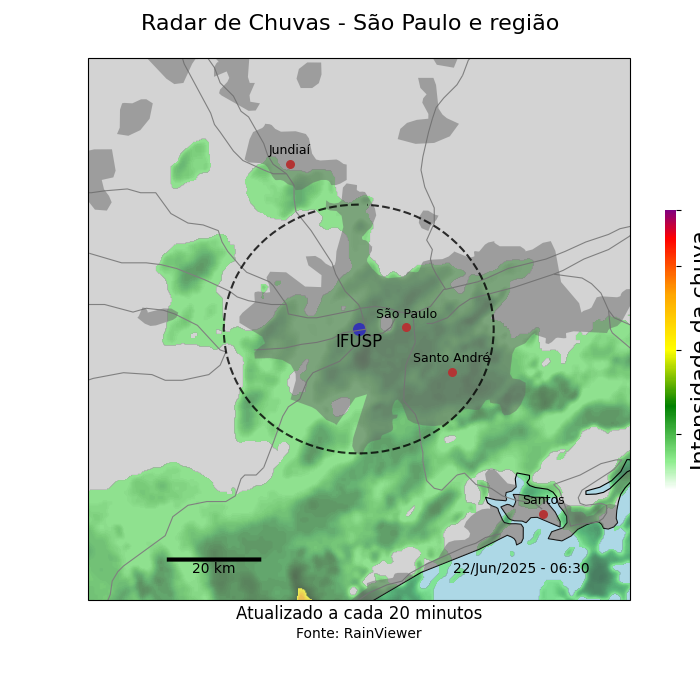 Radar de Chuvas - São Paulo e região
Jundiaí
São Paulo
IFUSP
Santo André
Santos
20 km
22/Jun/2025 - 06:30
Intensidade da chuva
Atualizado a cada 20 minutos
Fonte: RainViewer